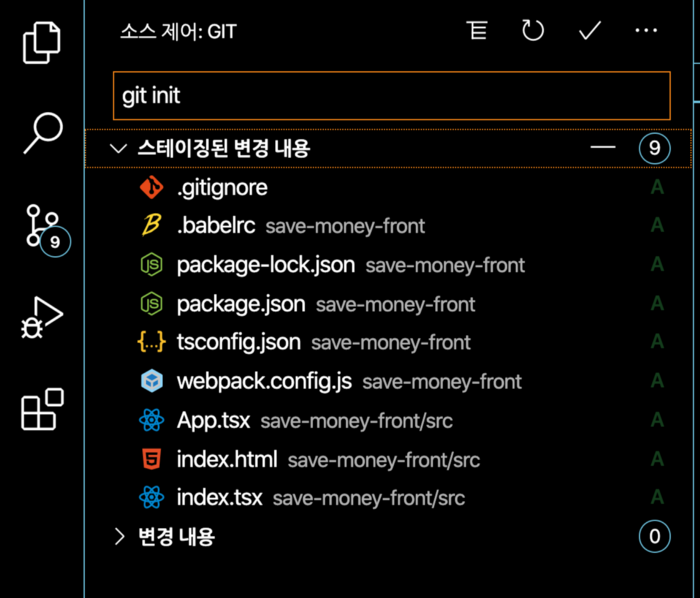 소스 제어: GIT
git init
스테이징된 변경 내용 9
.gitignore A
.babelrc save-money-front A
package-lock.json save-money-front A
9
package.json save-money-front A
tsconfig.json save-money-front A
webpack.config.js save-money-front A
App.tsx save-money-front/src A
index.html save-money-front/src A
index.tsx save-money-front/src A
변경 내용 0